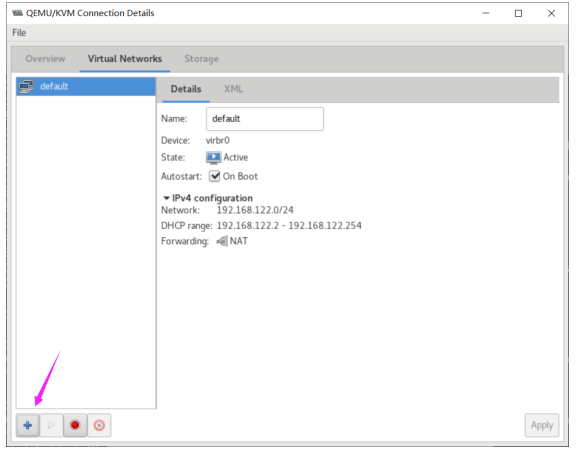 QEMU/KVM Connection Details
File
Overview Virtual Networks Storage
default
Details XML
Name: default
Device: virbr0
State: Active
Autostart: On Boot
IPv4 configuration
Network: 192.168.122.0/24
DHCP range: 192.168.122.2 - 192.168.122.254
Forwarding: NAT
Apply